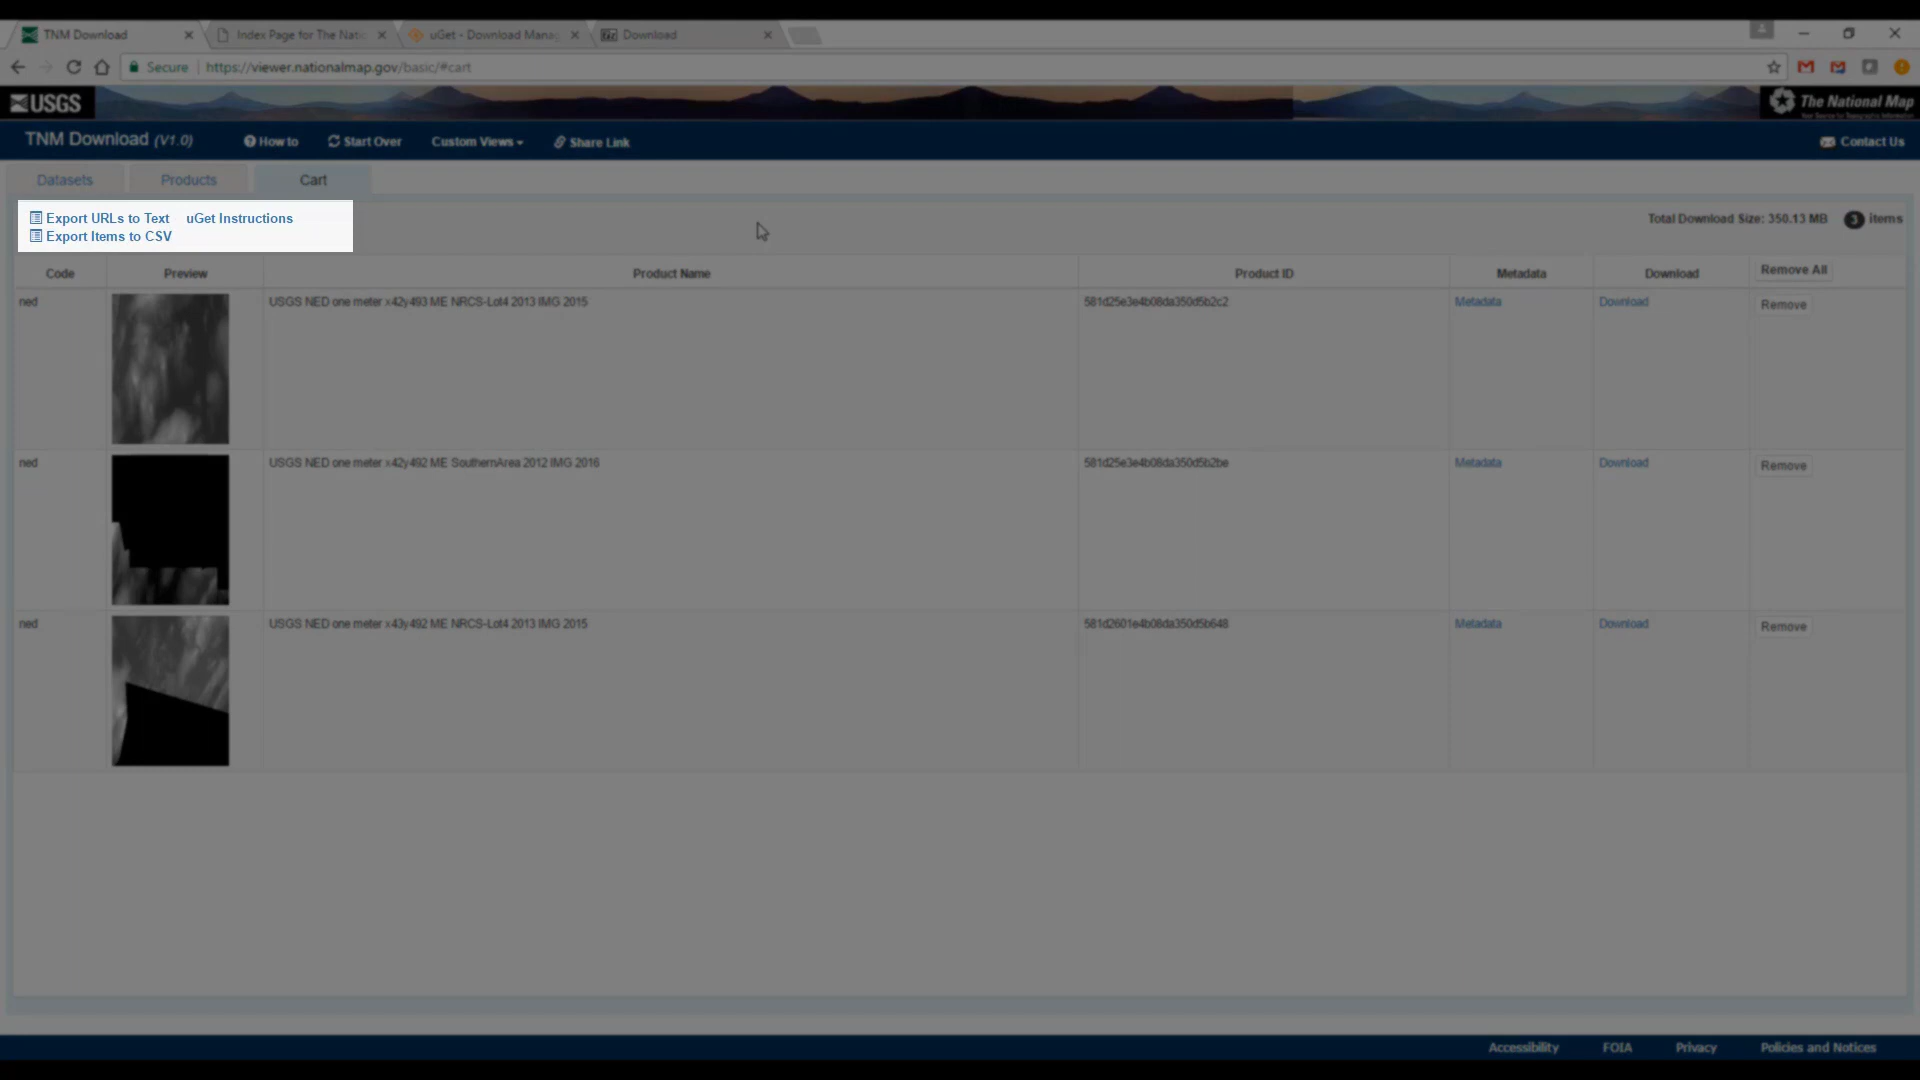 TNM Download
Index Page for The Nati
uGet - Download Mana
Download
Secure | https://viewer.nationalmap.gov/basic/#cart
USGS
The National Map
TNM Download (V1.0)
How to
Start Over
Custom Views
Share Link
Contact Us
Datasets
Products
Cart
Export URLs to Text uGet Instructions
Export Items to CSV
Total Download Size: 350.13 MB 3 items
Code Preview Product Name Product ID Metadata Download Remove All
ned USGS NED one meter x42y493 ME NRCS-Lot4 2013 IMG 2015 581d25e3e4b08da350d5b2c2 Metadata Download Remove
ned USGS NED one meter x42y492 ME SouthernArea 2012 IMG 2016 581d25e3e4b08da350d5b2be Metadata Download Remove
ned USGS NED one meter x43y492 ME NRCS-Lot4 2013 IMG 2015 581d2601e4b08da350d5b648 Metadata Download Remove
Accessibility FOIA Privacy Policies and Notices